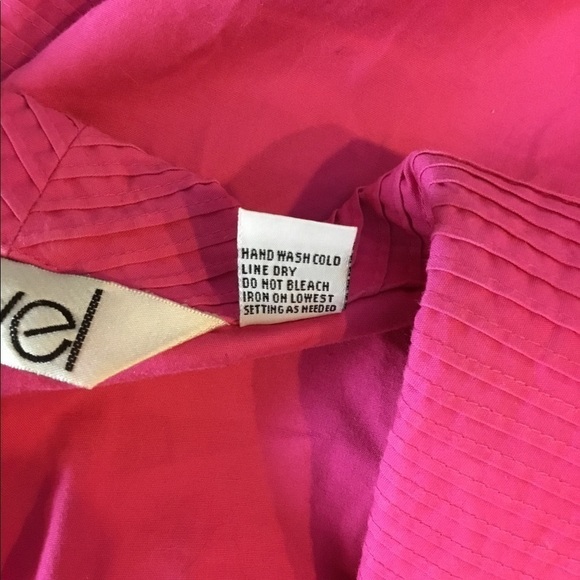 HAND WASH COLD
LINE DRY
DO NOT BLEACH
IRON ON LOWEST
SETTING AS NEEDED